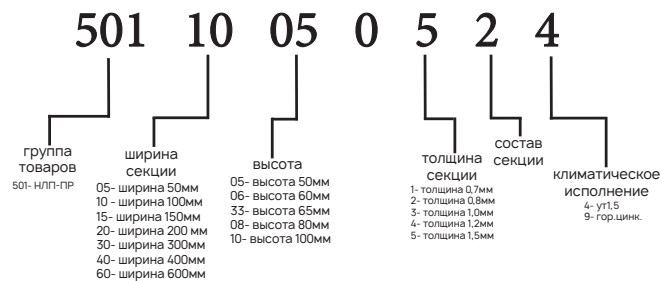 501 10 05 0 5 2 4
группа
товаров
501- НЛП-ПР
ширина
секции
05- ширина 50мм
10 - ширина 100мм
15- ширина 150мм
20- ширина 200 мм
30- ширина 300мм
40- ширина 400мм
60- ширина 600мм
высота
05- высота 50мм
06- высота 60мм
33- высота 65мм
08- высота 80мм
10- высота 100мм
толщина
секции
1- толщина 0,7мм
2- толщина 0,8мм
3- толщина 1,0мм
4- толщина 1,2мм
5- толщина 1,5мм
состав
секции
климатическое
исполнение
4- ут1,5
9- гор.цинк.